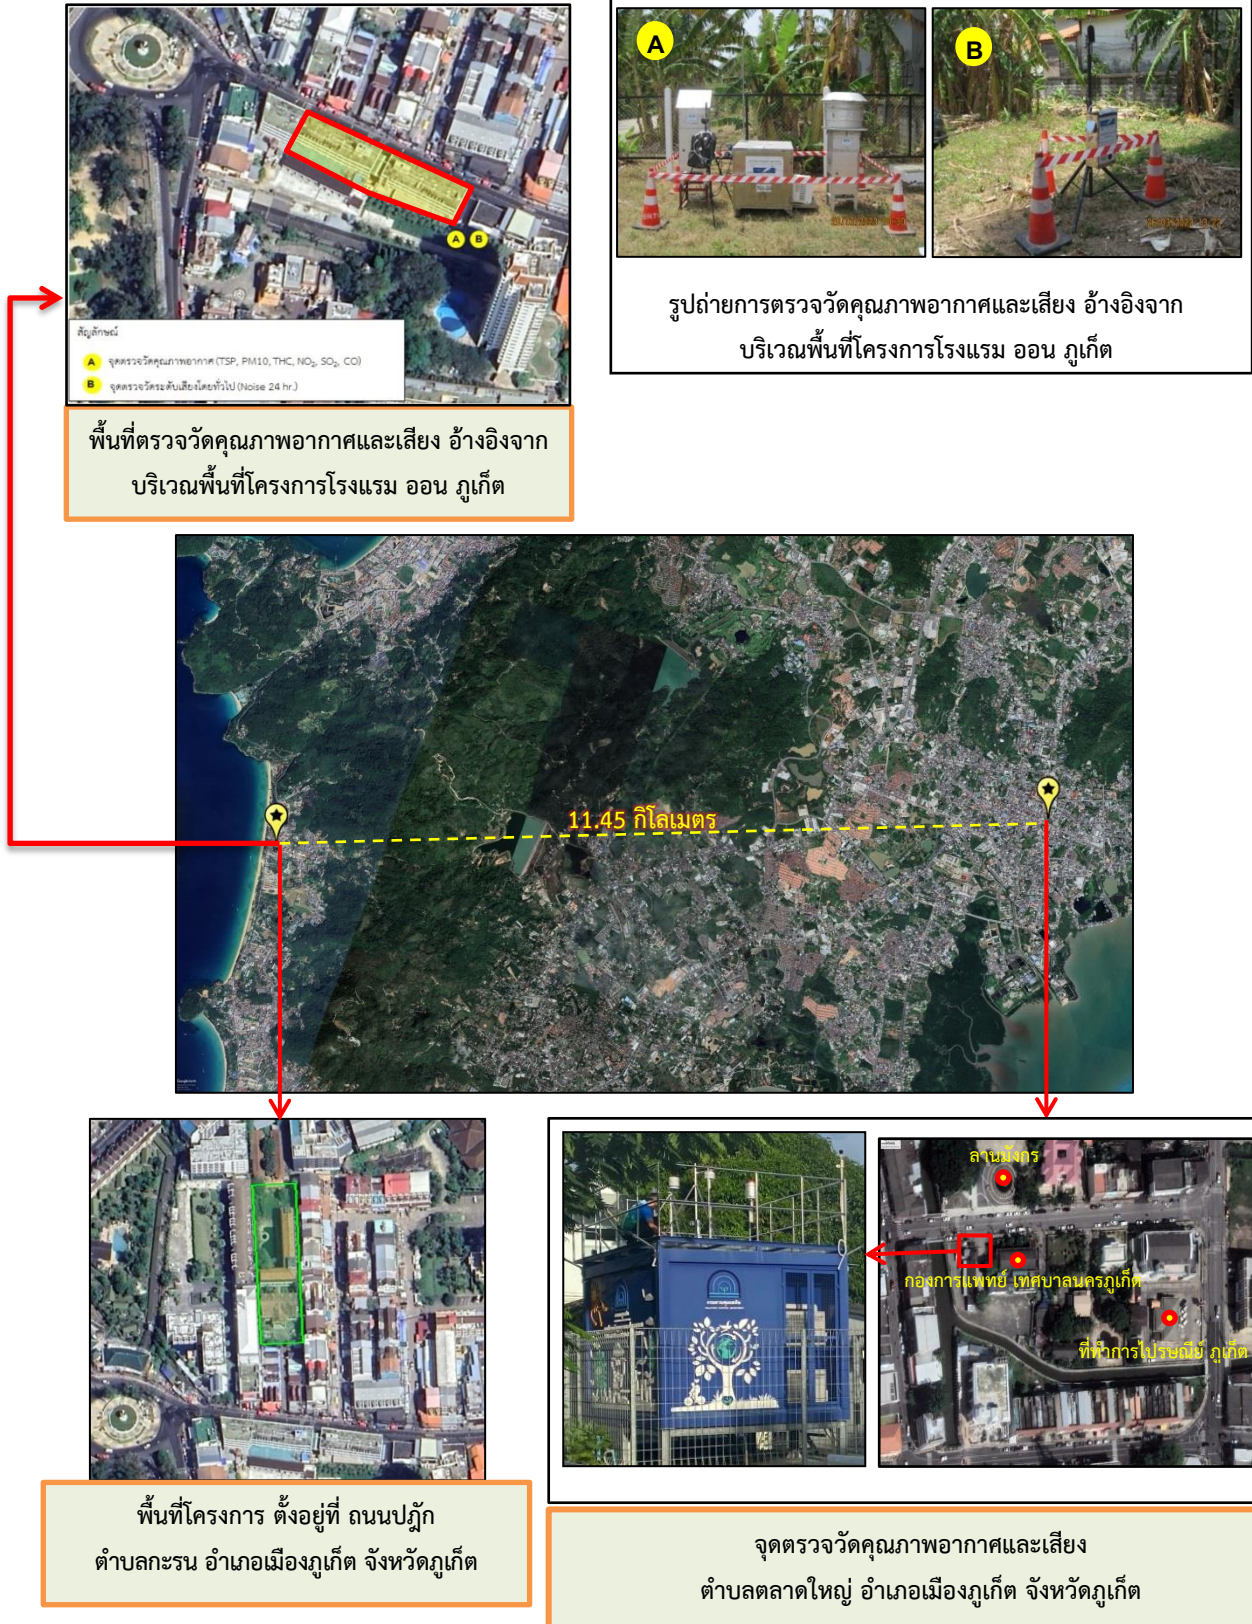 A
B
สัญลักษณ์
A จุดตรวจวัดคุณภาพอากาศ (TSP, PM10, THC, NO₂, SO₂, CO)
B จุดตรวจวัดระดับเสียงโดยทั่วไป (Noise 24 hr.)
พื้นที่ตรวจวัดคุณภาพอากาศและเสียง อ้างอิงจาก
บริเวณพื้นที่โครงการโรงแรม ออน ภูเก็ต
A
B
รูปถ่ายการตรวจวัดคุณภาพอากาศและเสียง อ้างอิงจาก
บริเวณพื้นที่โครงการโรงแรม ออน ภูเก็ต
11.45 กิโลเมตร
พื้นที่โครงการ ตั้งอยู่ที่ ถนนปฎัก
ตำบลกะรน อำเภอเมืองภูเก็ต จังหวัดภูเก็ต
กรมควบคุมมลพิษ
ลานมังกร
กองการแพทย์ เทศบาลนครภูเก็ต
ที่ทำการไปรษณีย์ ภูเก็ต
จุดตรวจวัดคุณภาพอากาศและเสียง
ตำบลตลาดใหญ่ อำเภอเมืองภูเก็ต จังหวัดภูเก็ต